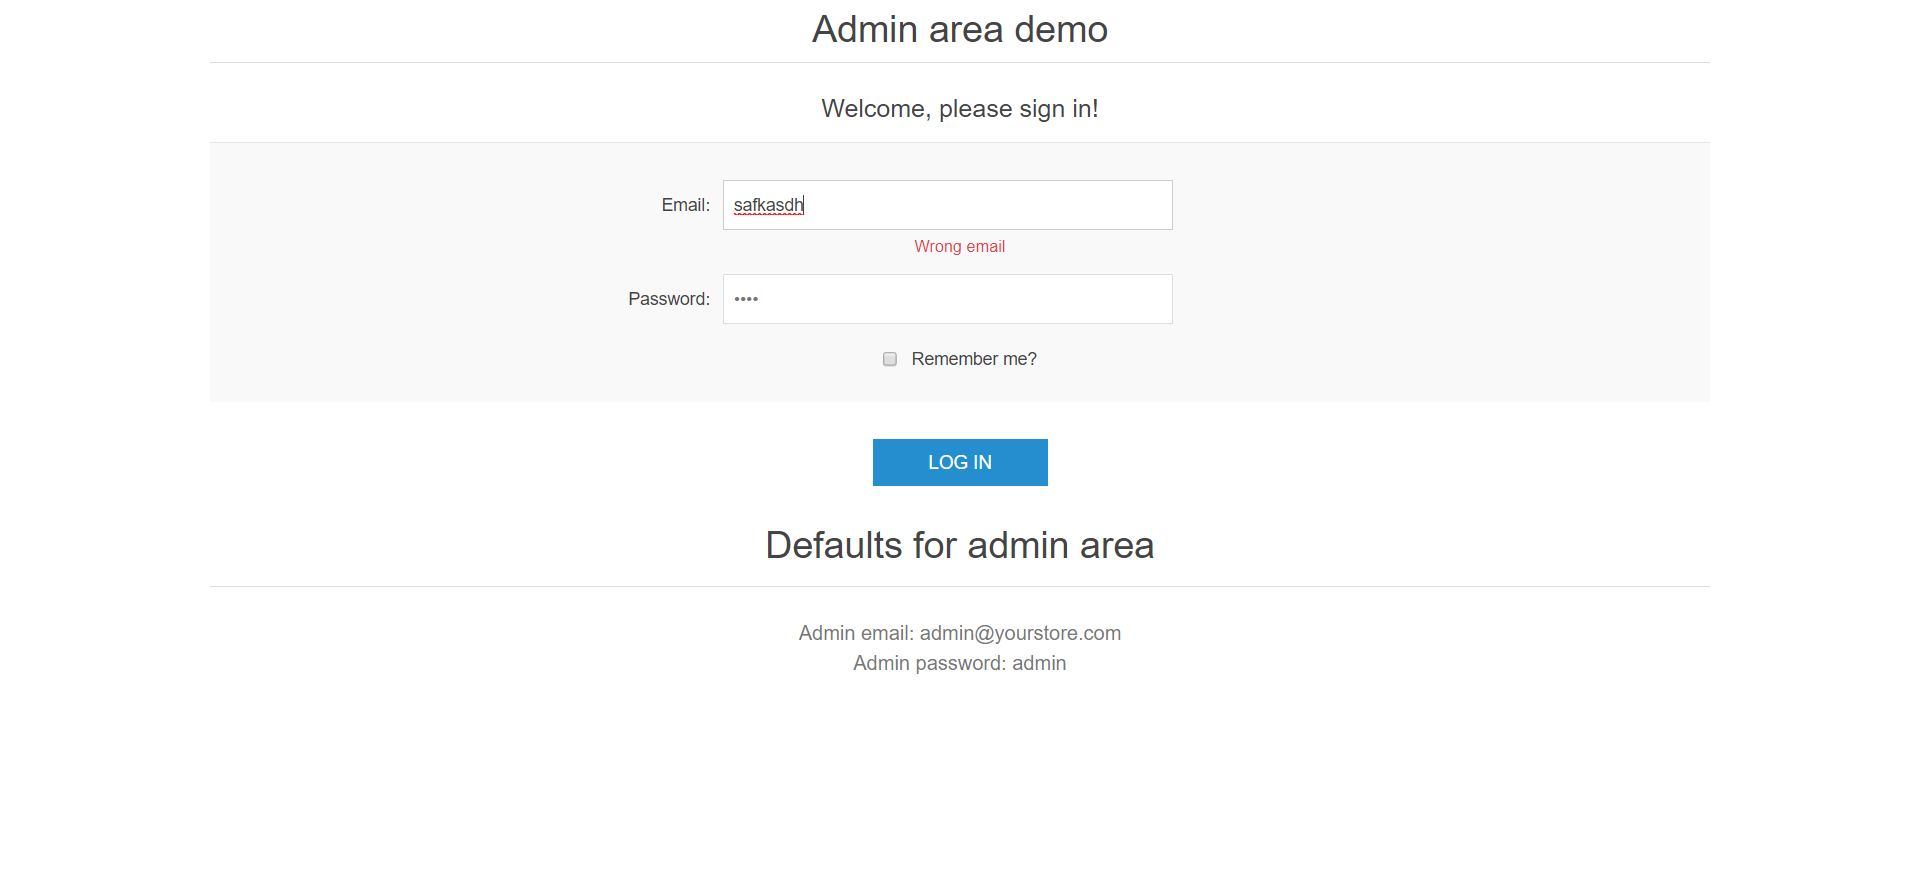 Admin area demo
Welcome, please sign in!
Email: safkasdh
Wrong email
Password: ••••
Remember me?
LOG IN
Defaults for admin area
Admin email: admin@yourstore.com
Admin password: admin